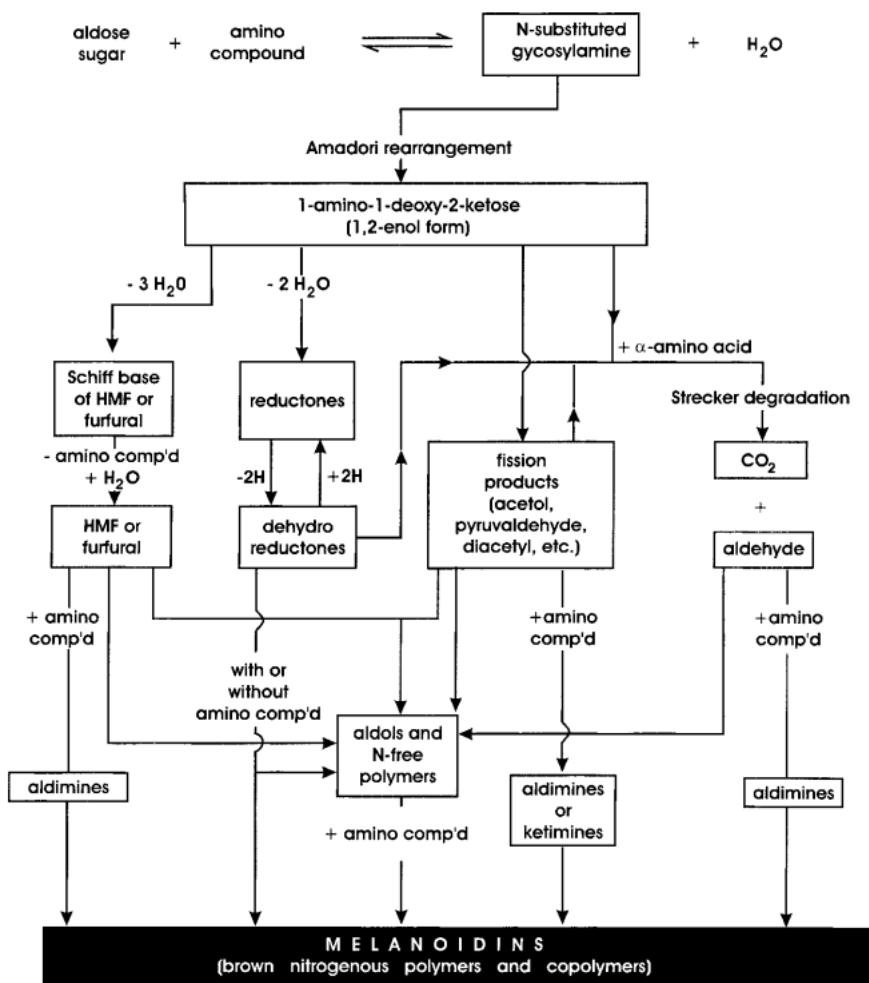 aldose
sugar
+
amino
compound
N-substituted
gycosylamine
+
H2O
Amadori rearrangement
1-amino-1-deoxy-2-ketose
(1,2-enol form)
- 3 H20
- 2 H2O
+ α-amino acid
Schiff base
of HMF or
furfural
reductones
Strecker degradation
- amino comp'd
+ H2O
-2H
+2H
fission
products
(acetol,
pyruvaldehyde,
diacetyl, etc.)
CO2
+
HMF or
furfural
dehydro
reductones
aldehyde
+ amino
comp'd
+amino
comp'd
+amino
comp'd
with or
without
amino comp'd
aldols and
N-free
polymers
aldimines
aldimines
or
ketimines
aldimines
+ amino comp'd
MELANOIDINS
(brown nitrogenous polymers and copolymers)